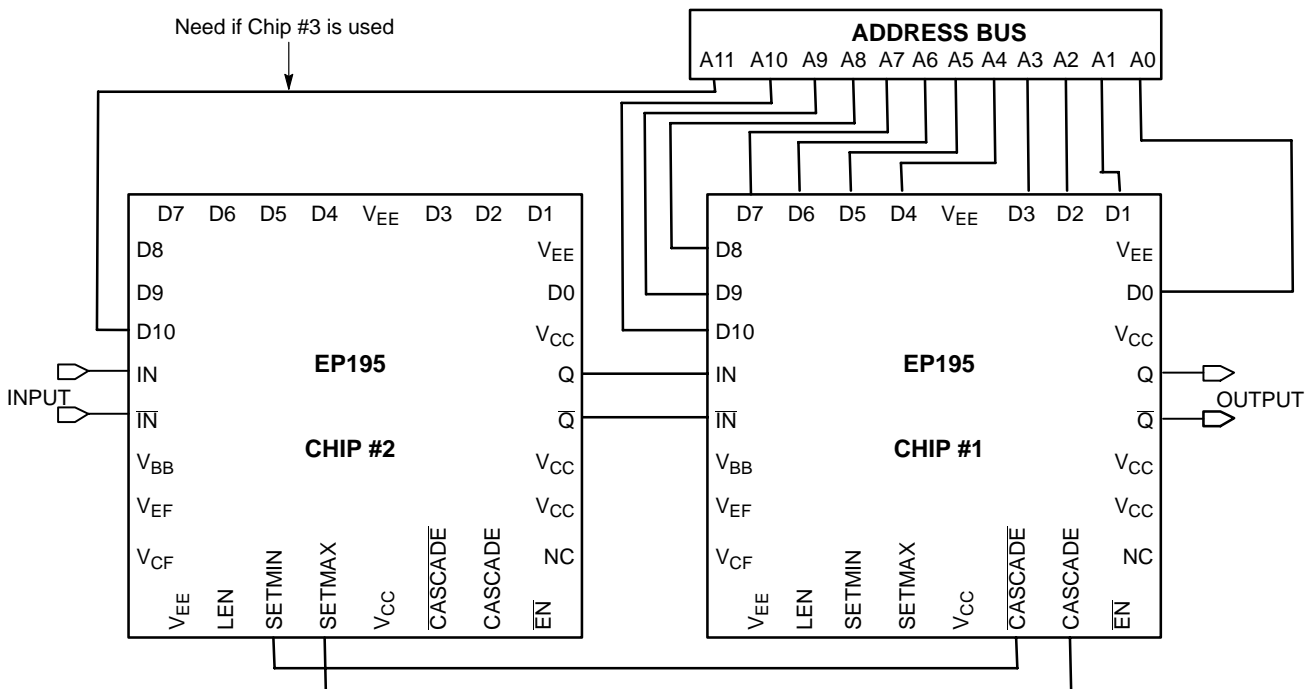 Need if Chip #3 is used
ADDRESS BUS
A11 A10 A9 A8 A7 A6 A5 A4 A3 A2 A1 A0
D7 D6 D5 D4 VEE D3 D2 D1
D8
VEE
D9
D0
D10
VCC
EP195
IN
Q
INPUT
IN
Q
CHIP #2
VBB
VCC
VEF
VCC
VCF
NC
VEE
LEN
SETMIN
SETMAX
VCC
CASCADE
CASCADE
EN
D7 D6 D5 D4 VEE D3 D2 D1
D8
VEE
D9
D0
D10
VCC
EP195
IN
Q
OUTPUT
IN
Q
CHIP #1
VBB
VCC
VEF
VCC
VCF
NC
VEE
LEN
SETMIN
SETMAX
VCC
CASCADE
CASCADE
EN